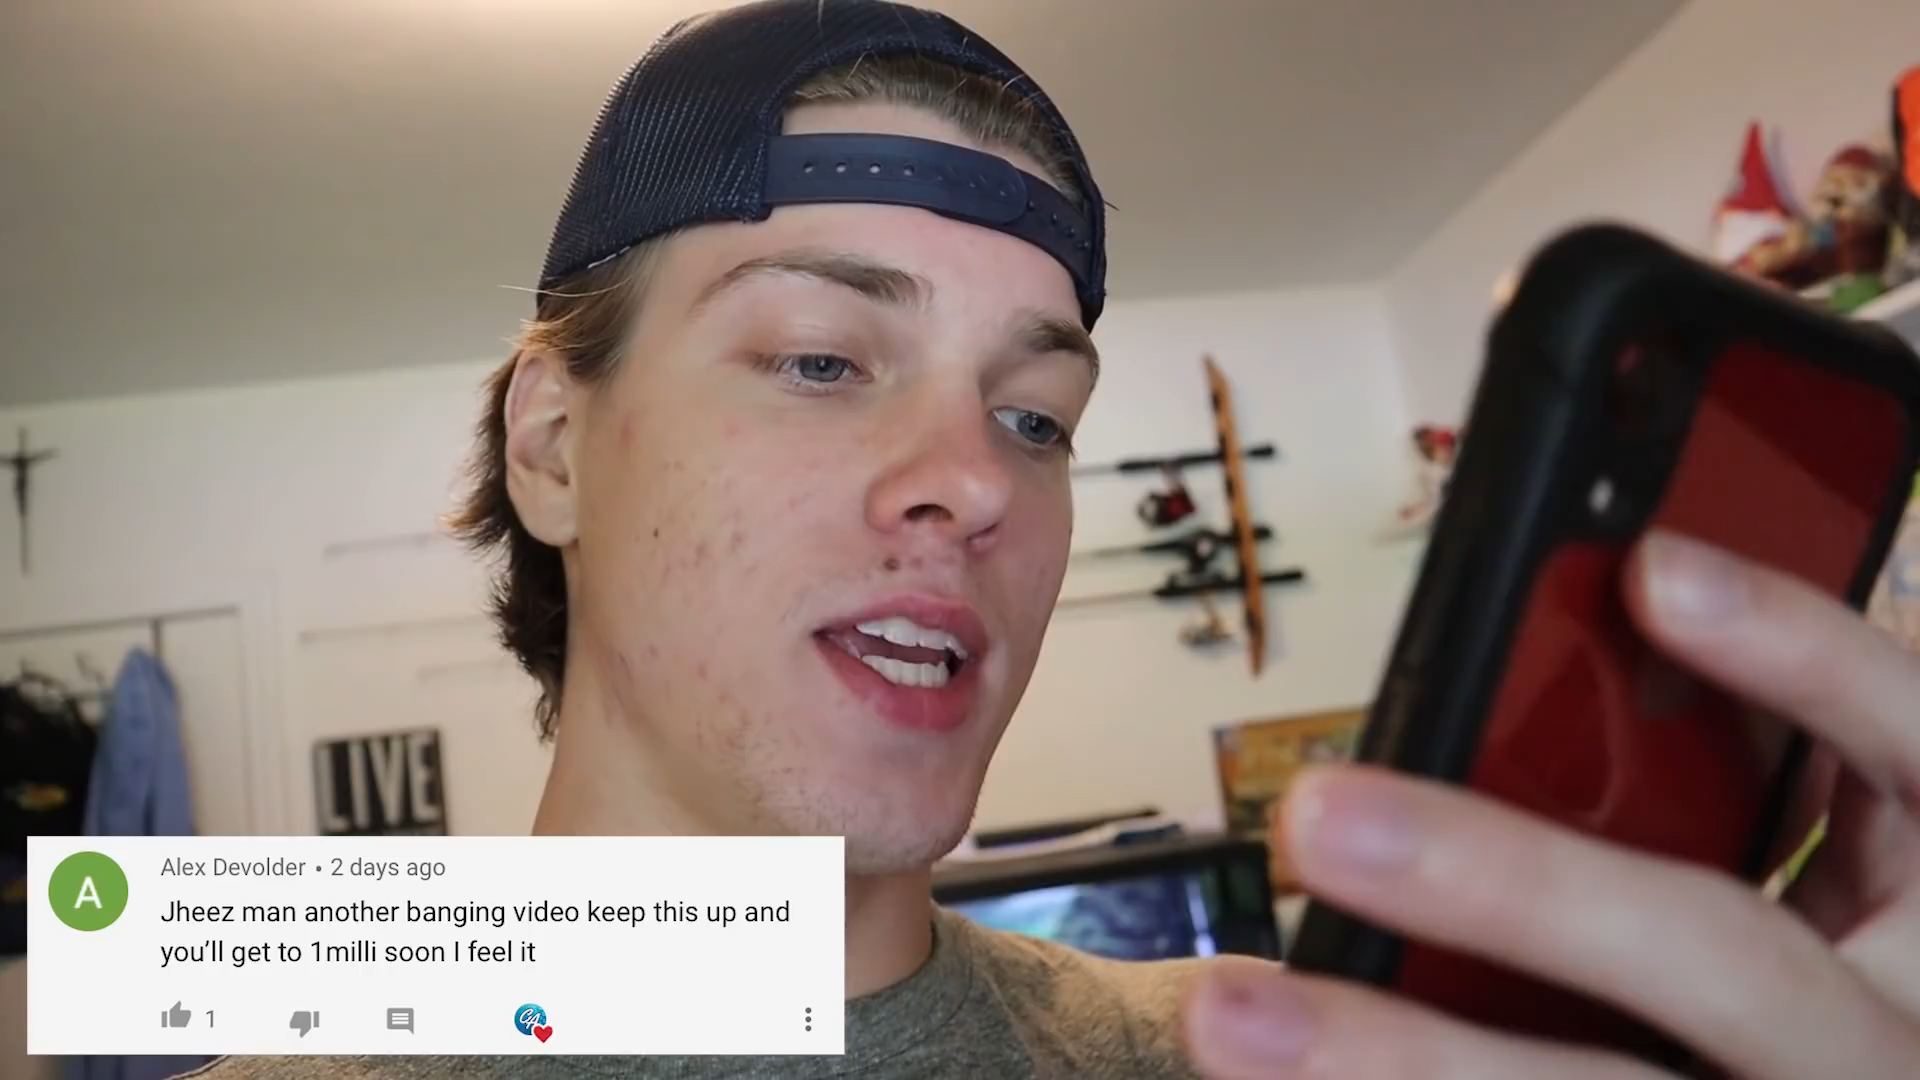 LIVE
A
Alex Devolder • 2 days ago
Jheez man another banging video keep this up and
you’ll get to 1milli soon I feel it
1
CA